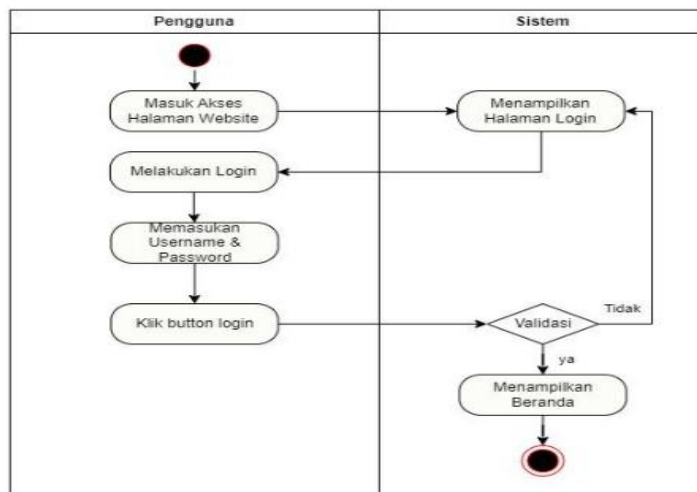 Pengguna
Sistem
Masuk Akses
Halaman Website
Menampilkan
Halaman Login
Melakukan Login
Memasukan
Username &
Password
Klik button login
Validasi
Tidak
ya
Menampilkan
Beranda